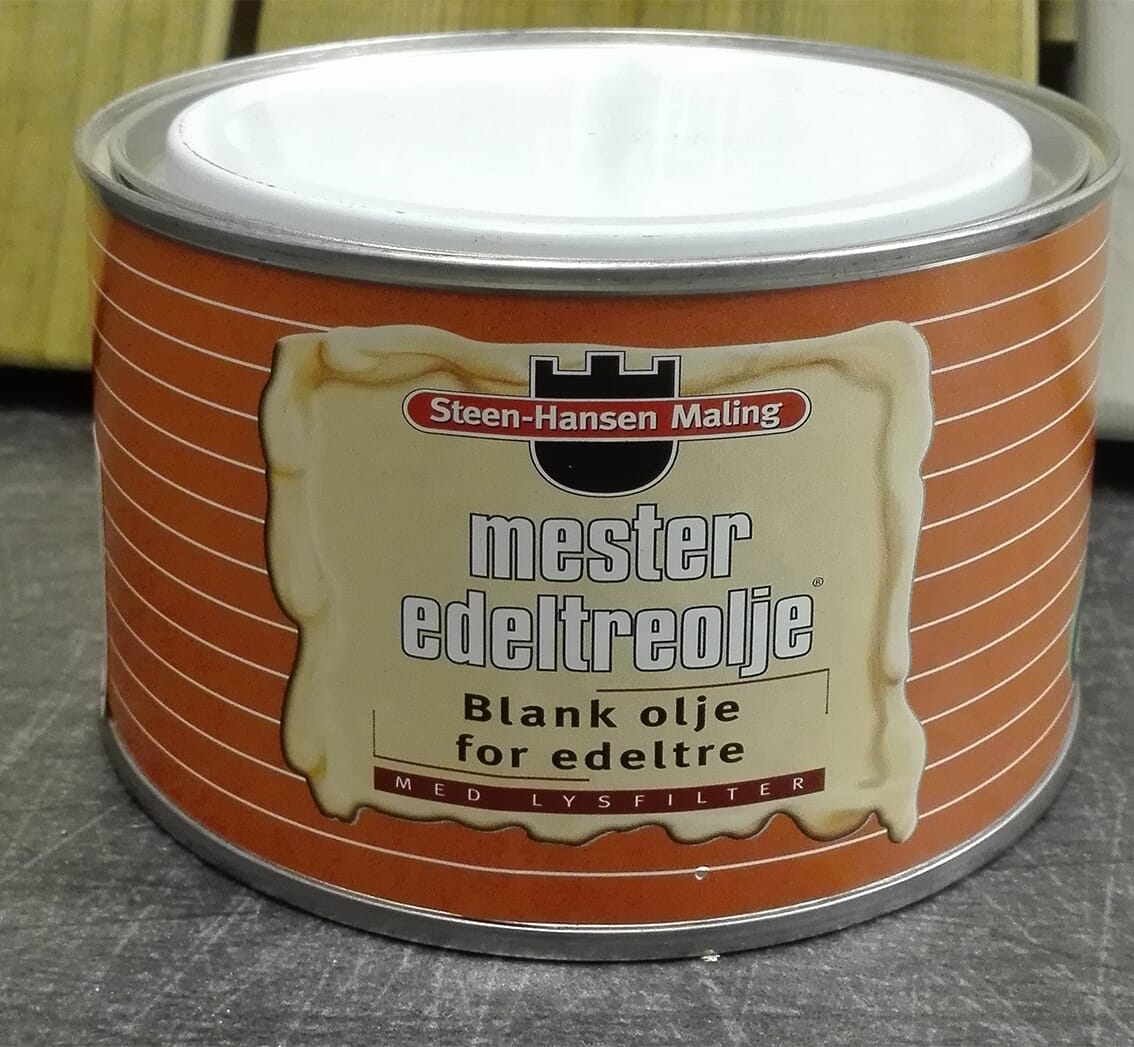 Steen-Hansen Maling
mester
edeltreolje®
Blank olje
for edeltre
MED LYSFILTER